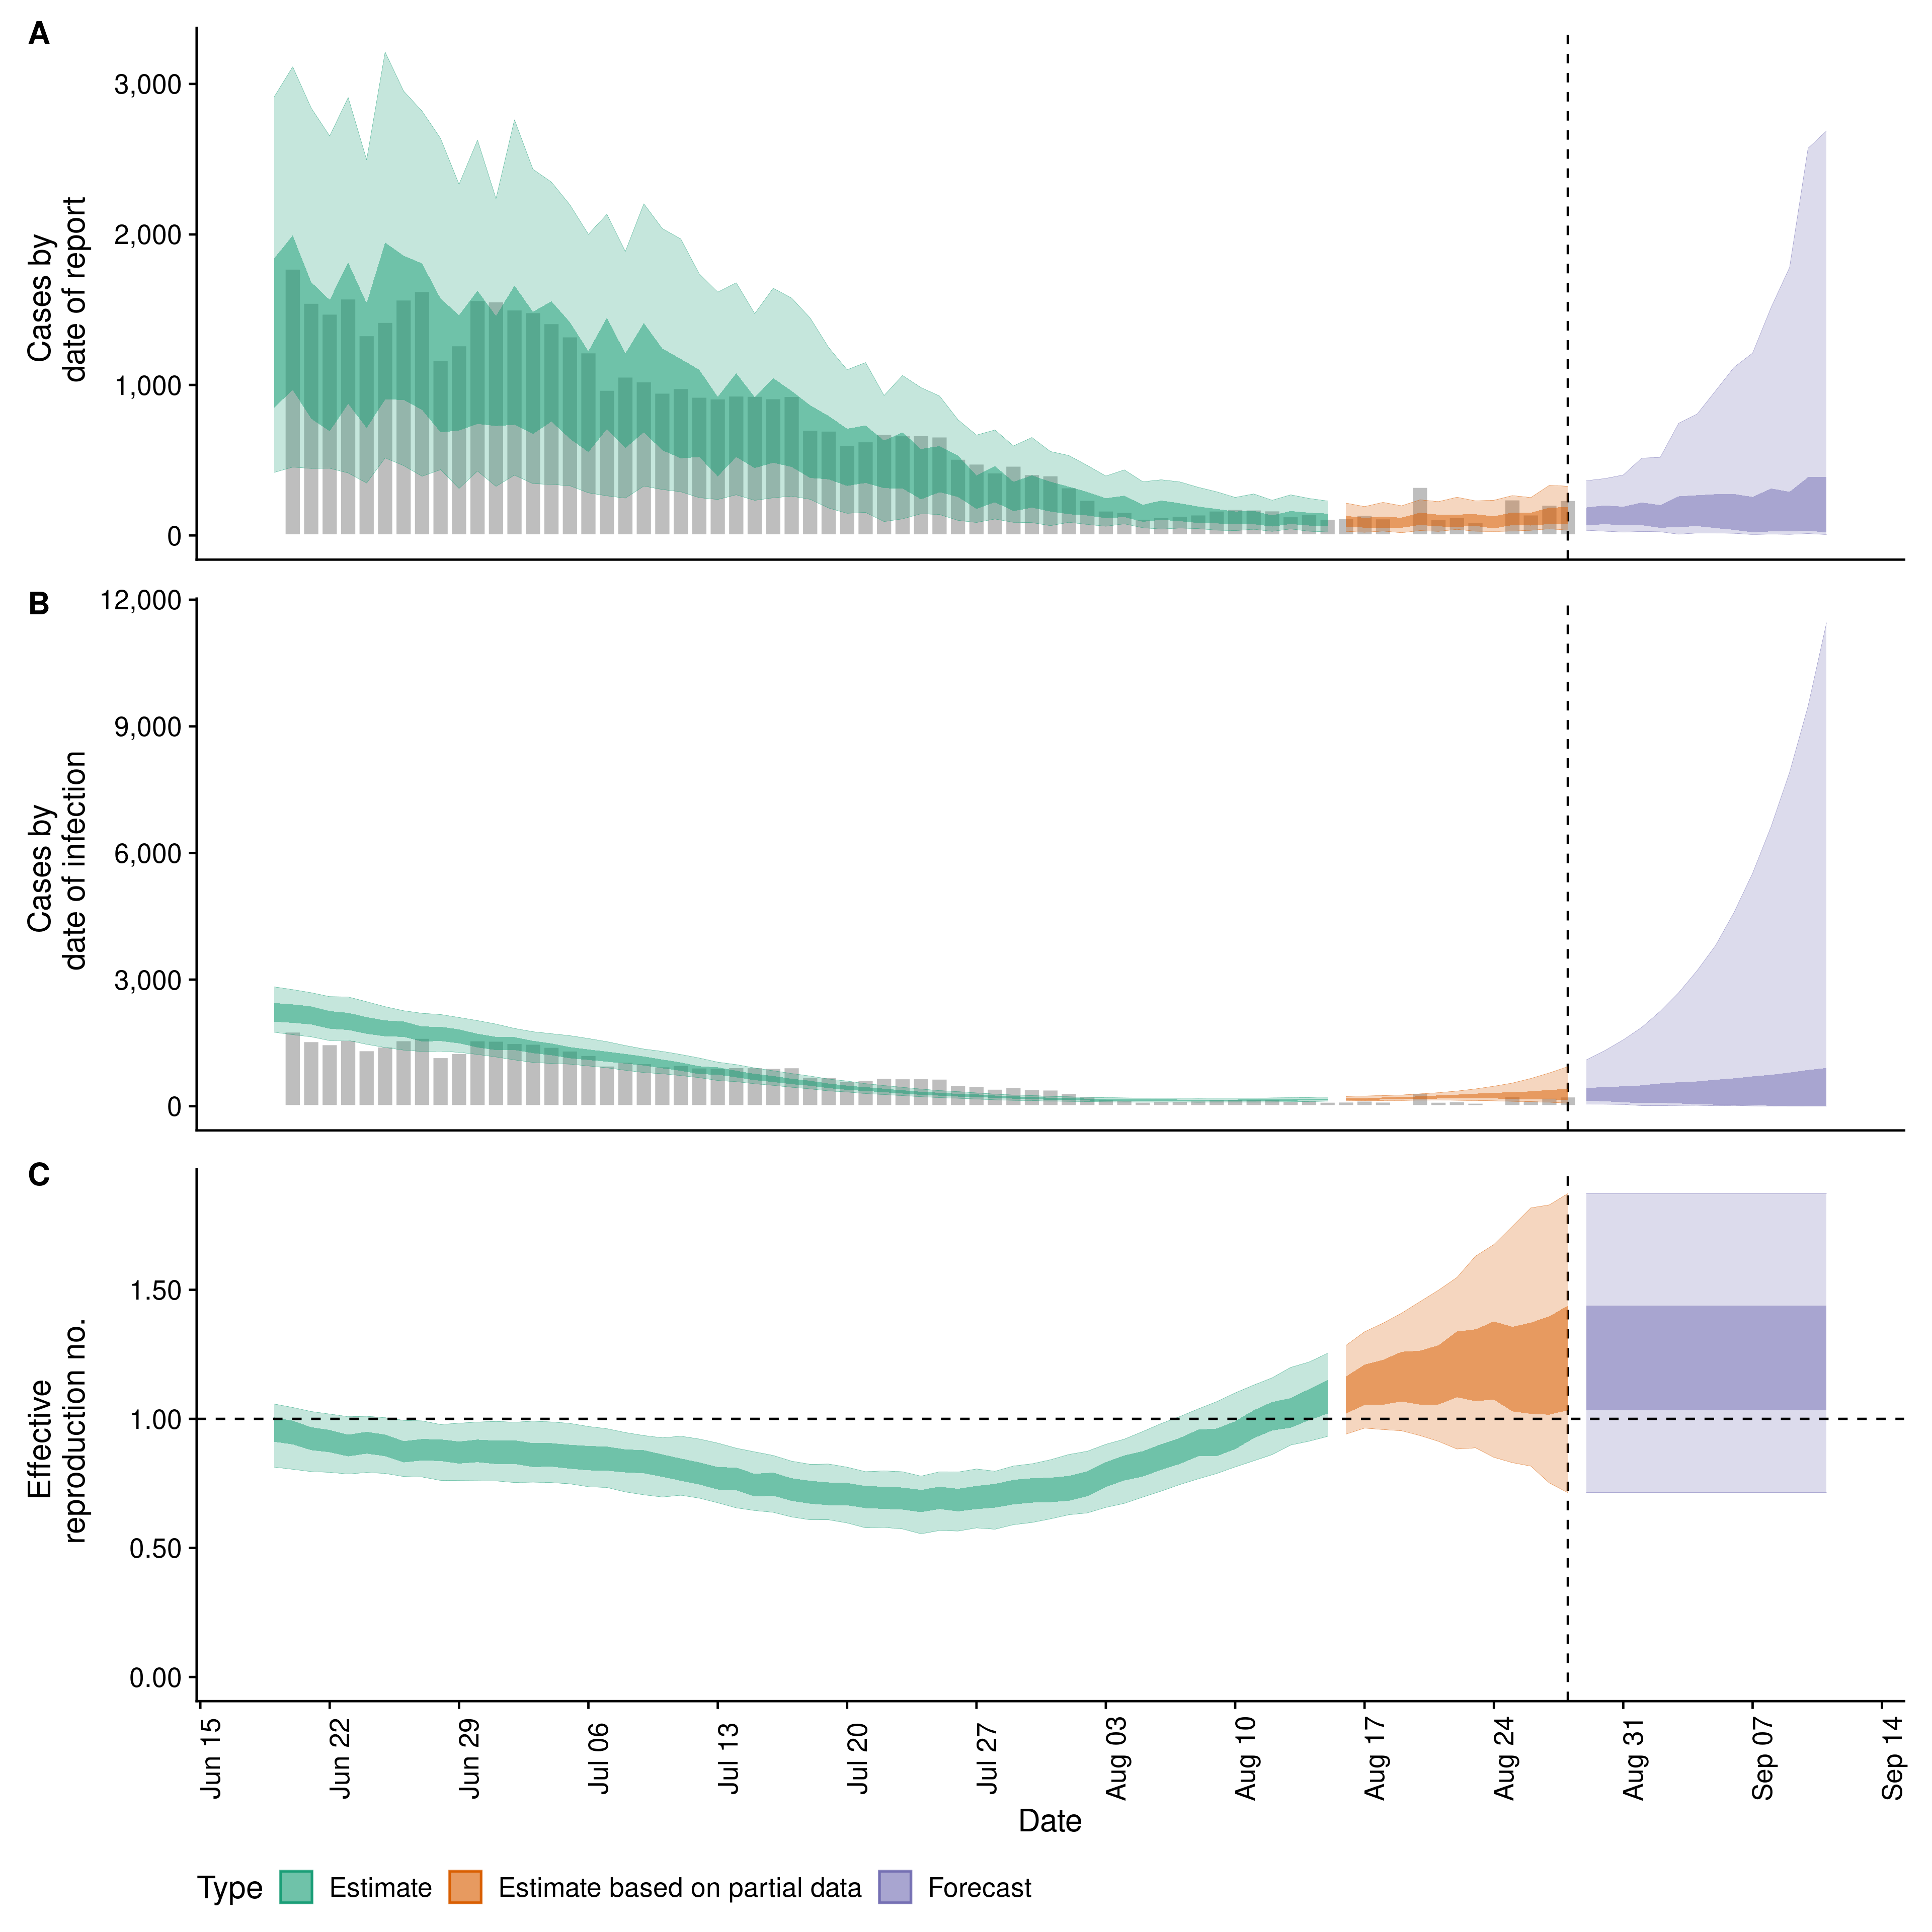 A
3,000
2,000
1,000
0
Cases by
date of report
B
12,000
9,000
6,000
3,000
0
Cases by
date of infection
C
1.50
1.00
0.50
0.00
Effective
reproduction no.
Jun 15
Jun 22
Jun 29
Jul 06
Jul 13
Jul 20
Jul 27
Aug 03
Aug 10
Aug 17
Aug 24
Aug 31
Sep 07
Sep 14
Date
Type Estimate Estimate based on partial data Forecast